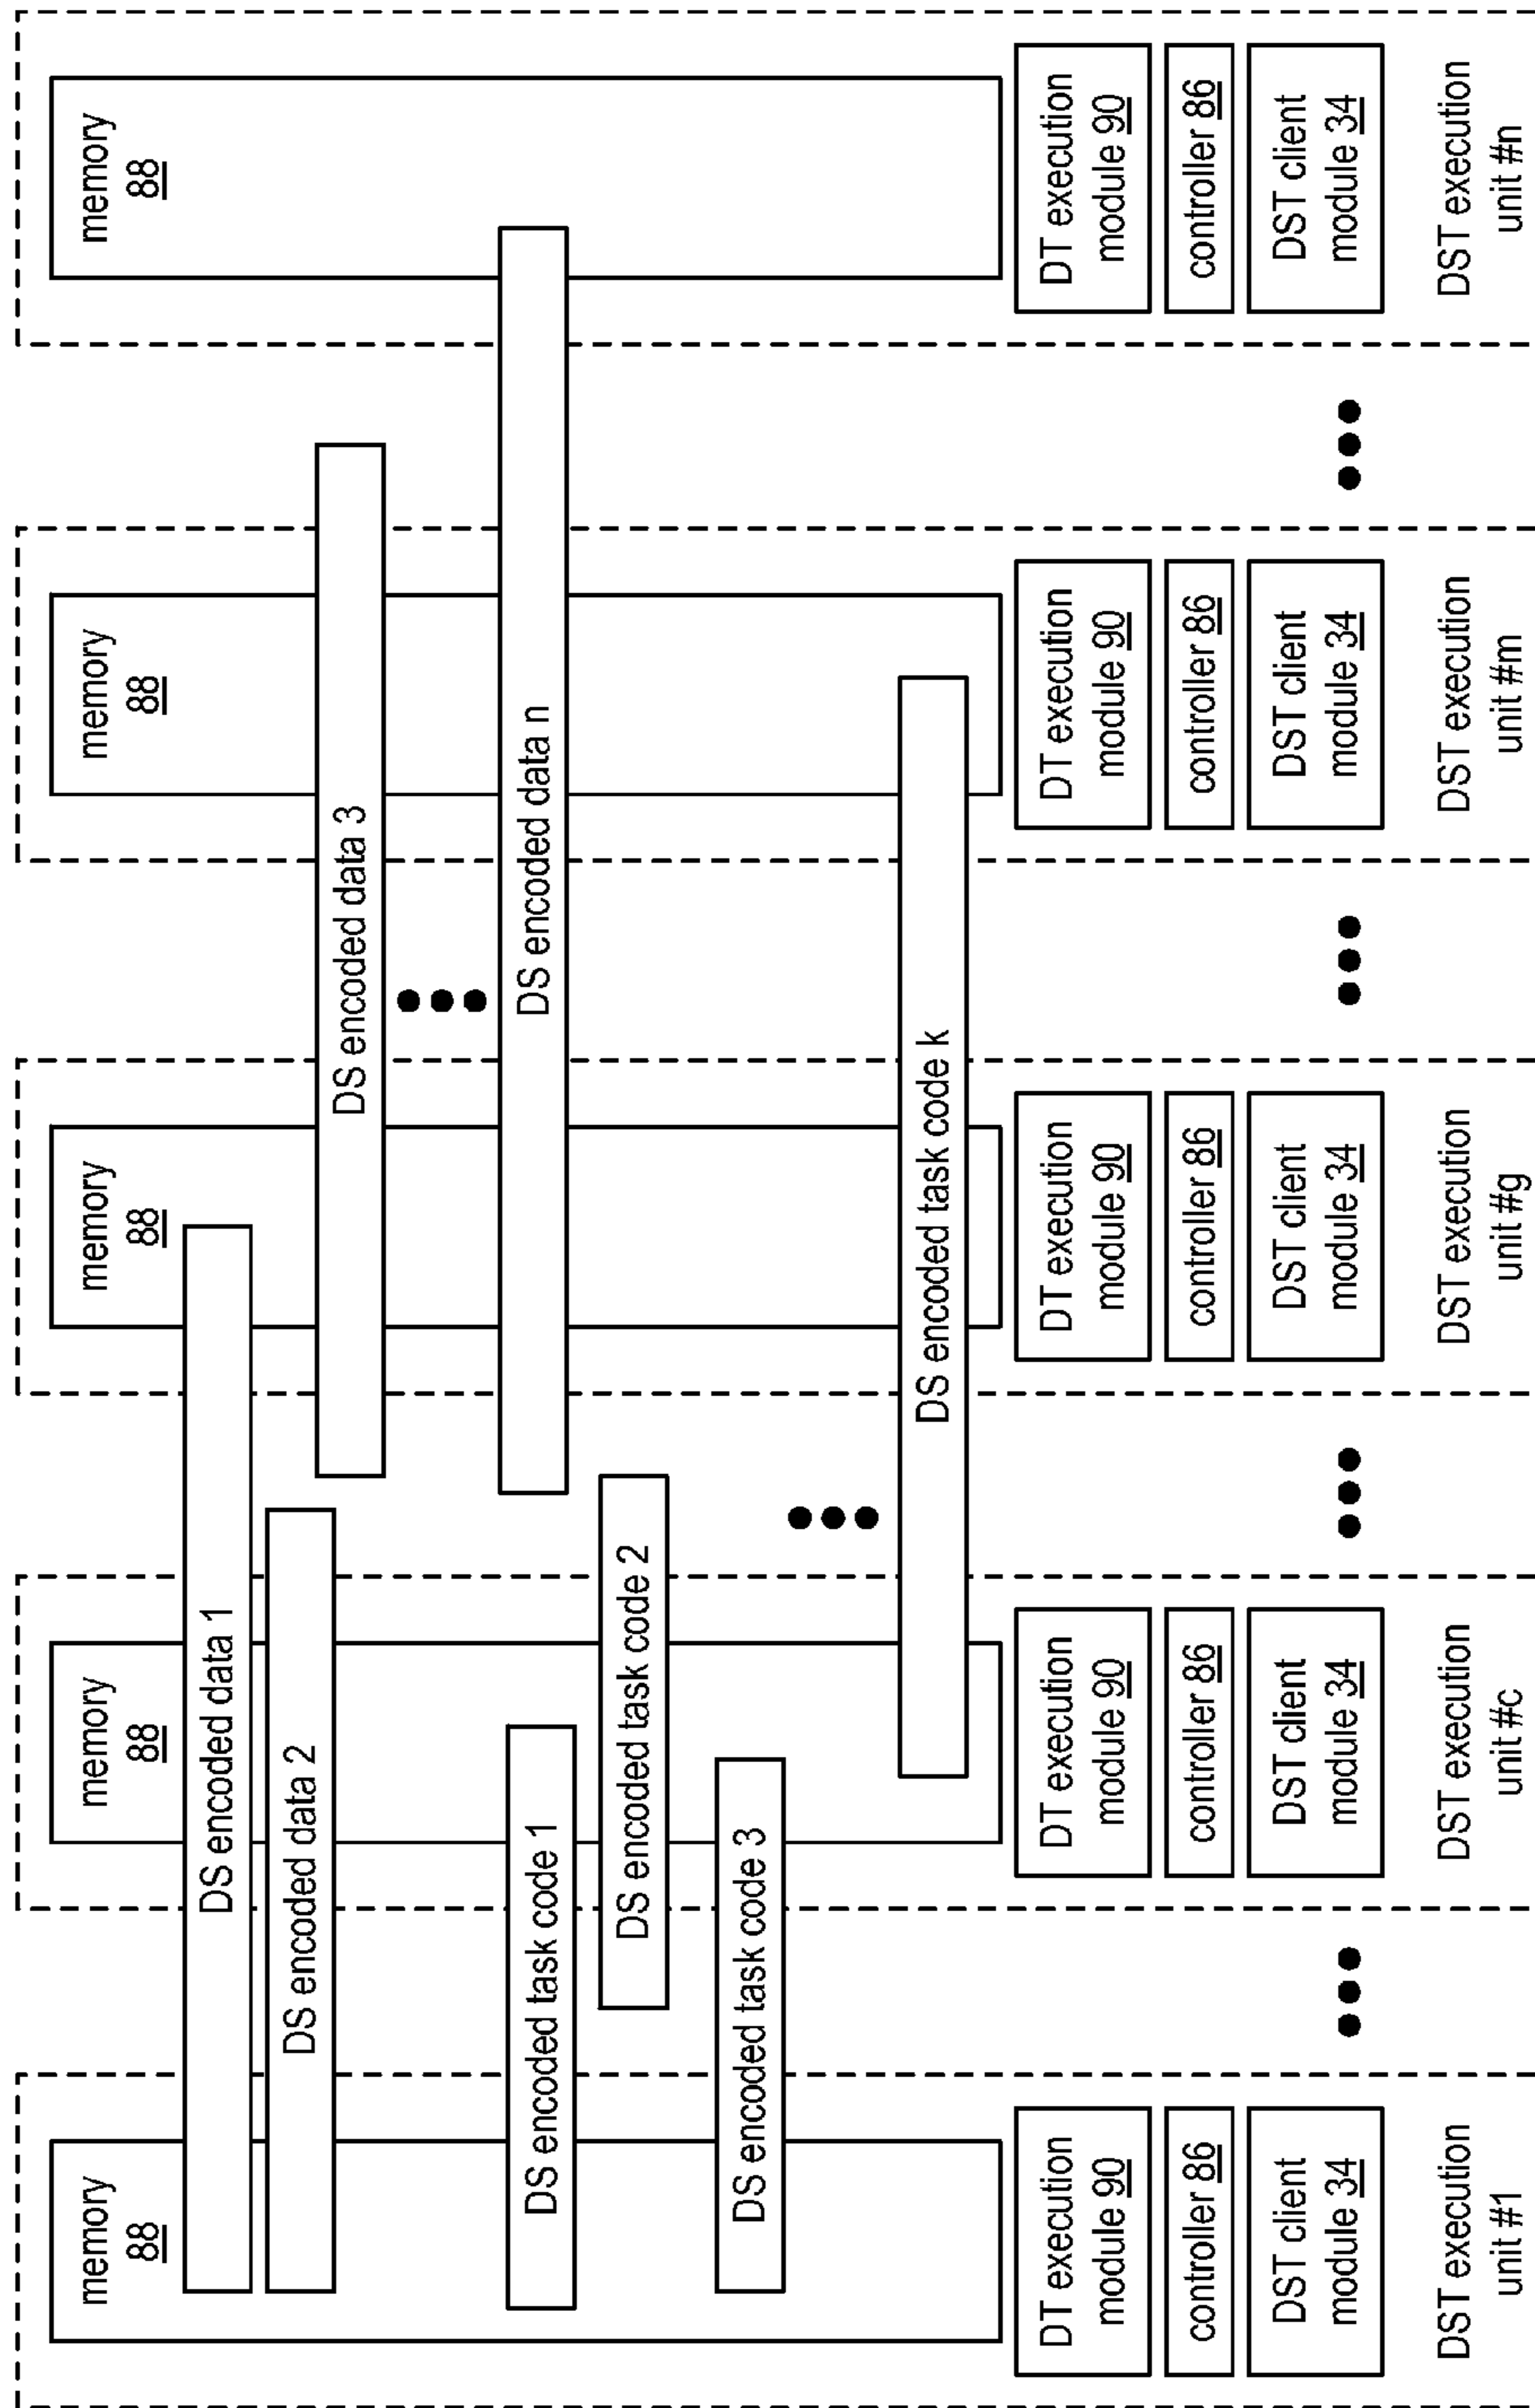 memory
88
memory
88
memory
88
memory
88
memory
88
DS encoded data 1
DS encoded data 2
DS encoded data 3
DS encoded data n
DS encoded task code 1
DS encoded task code 2
DS encoded task code 3
DS encoded task code k
DT execution
module 90
controller 86
DST client
module 34
DST execution
unit #1
DT execution
module 90
controller 86
DST client
module 34
DST execution
unit #c
DT execution
module 90
controller 86
DST client
module 34
DST execution
unit #g
DT execution
module 90
controller 86
DST client
module 34
DST execution
unit #m
DT execution
module 90
controller 86
DST client
module 34
DST execution
unit #n